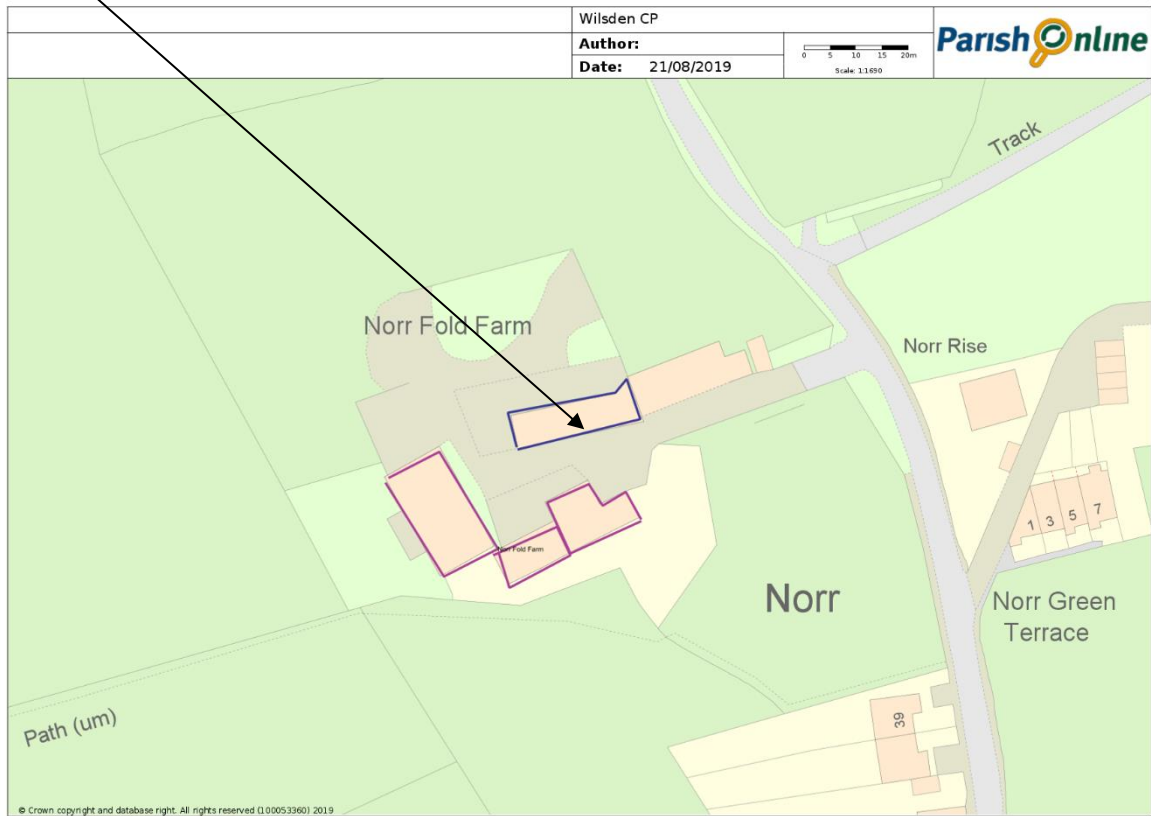 Wilsden CP
Author:
Date: 21/08/2019
0 5 10 15 20m
Scale: 1:1690
Parish Online
Track
Norr Fold Farm
Norr Rise
1 3 5 7
Norr Fold Farm
Norr
Norr Green
Terrace
39
Path (um)
© Crown copyright and database right. All rights reserved (100053360) 2019